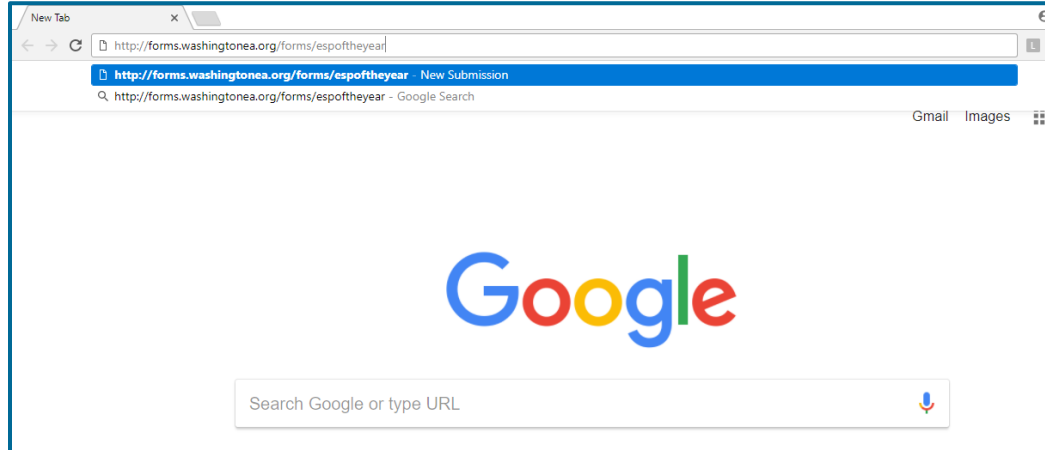 New Tab
http://forms.washingtonea.org/forms/espoftheyear
http://forms.washingtonea.org/forms/espoftheyear - New Submission
http://forms.washingtonea.org/forms/espoftheyear - Google Search
Gmail Images
Google
Search Google or type URL